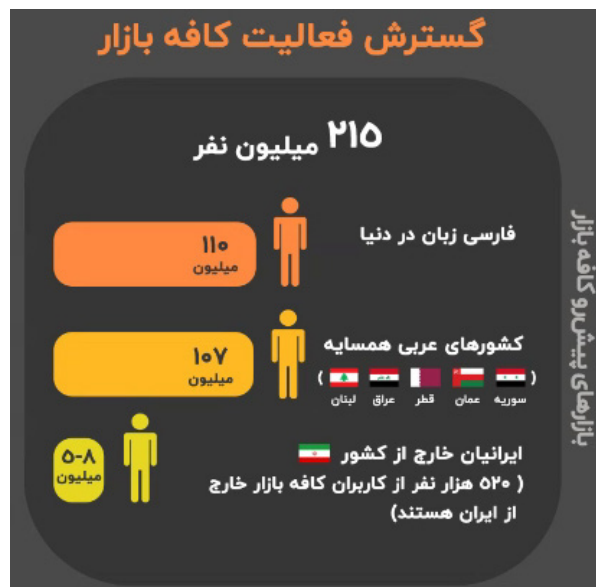 گسترش فعالیت کافه بازار
۲۱۵ میلیون نفر
فارسی زبان در دنیا
۱۱۰
میلیون
کشورهای عربی همسایه
( سوریه عمان قطر عراق لبنان )
۱۰۷
میلیون
ایرانیان خارج از کشور
( ۵۲۰ هزار نفر از کاربران کافه بازار خارج
از ایران هستند)
۵-۸
میلیون
بازارهای پیش‌رو کافه بازار